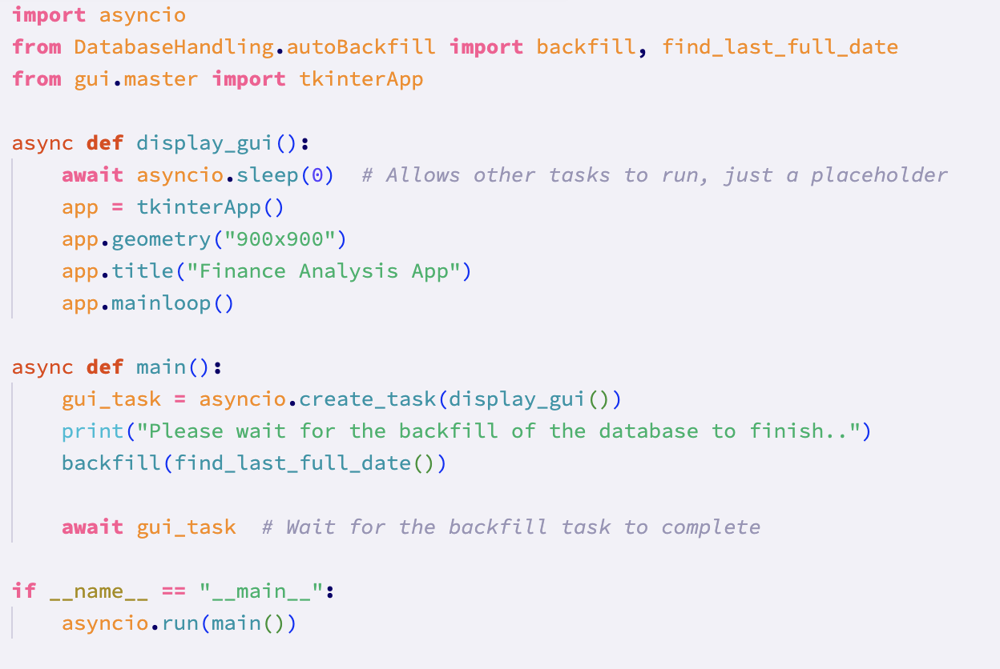 import asyncio
from DatabaseHandling.autoBackfill import backfill, find_last_full_date
from gui.master import tkinterApp

async def display_gui():
    await asyncio.sleep(0)  # Allows other tasks to run, just a placeholder
    app = tkinterApp()
    app.geometry("900x900")
    app.title("Finance Analysis App")
    app.mainloop()

async def main():
    gui_task = asyncio.create_task(display_gui())
    print("Please wait for the backfill of the database to finish..")
    backfill(find_last_full_date())

    await gui_task  # Wait for the backfill task to complete

if __name__ == "__main__":
    asyncio.run(main())